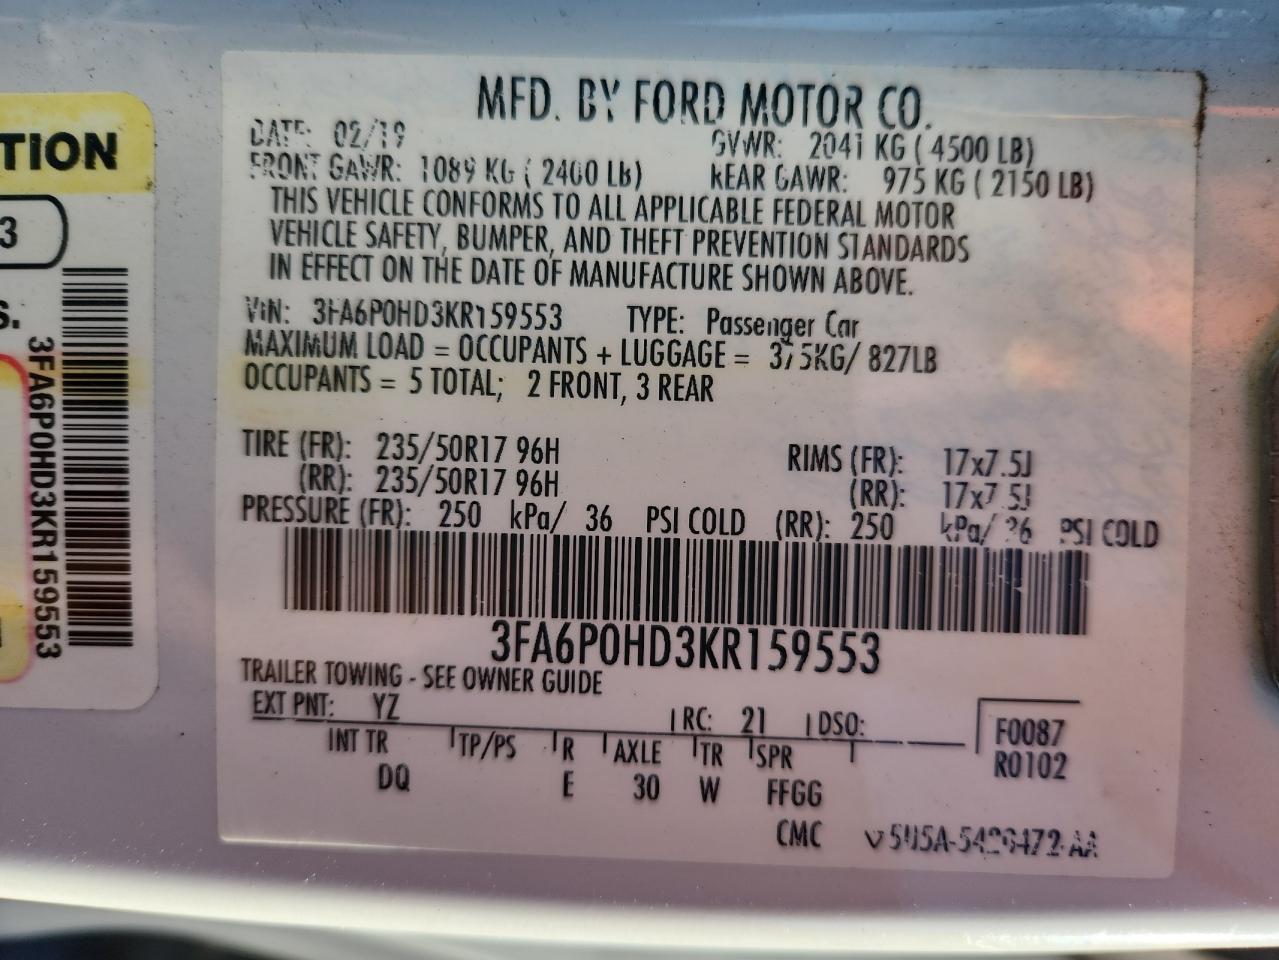 MFD. BY FORD MOTOR CO.
DATE: 02/19 GVWR: 2041 KG ( 4500 LB)
FRONT GAWR: 1089 KG ( 2400 LB) REAR GAWR: 975 KG ( 2150 LB)
THIS VEHICLE CONFORMS TO ALL APPLICABLE FEDERAL MOTOR
VEHICLE SAFETY, BUMPER, AND THEFT PREVENTION STANDARDS
IN EFFECT ON THE DATE OF MANUFACTURE SHOWN ABOVE.
VIN: 3FA6P0HD3KR159553 TYPE: Passenger Car
MAXIMUM LOAD = OCCUPANTS + LUGGAGE = 375KG/ 827LB
OCCUPANTS = 5 TOTAL; 2 FRONT, 3 REAR
TIRE (FR): 235/50R17 96H RIMS (FR): 17x7.5J
(RR): 235/50R17 96H (RR): 17x7.5J
PRESSURE (FR): 250 kPa/ 36 PSI COLD (RR): 250 kPa/ 36 PSI COLD
3FA6P0HD3KR159553
TRAILER TOWING - SEE OWNER GUIDE
EXT PNT: YZ RC: 21 DSO: F0087
INT TR TP/PS R AXLE TR SPR R0102
DQ E 30 W FFGG
CMC
TION
3
S.
3FA6P0HD3KR159553